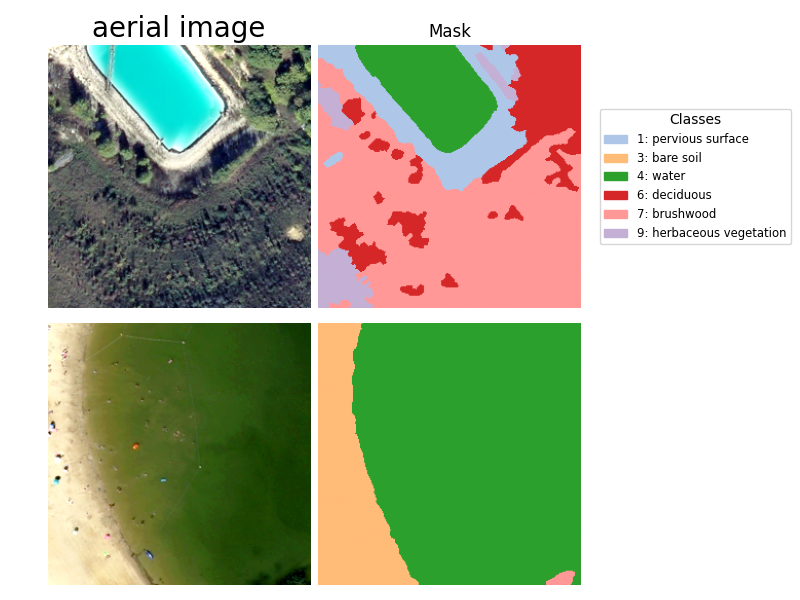 aerial image
Mask
Classes
1: pervious surface
3: bare soil
4: water
6: deciduous
7: brushwood
9: herbaceous vegetation